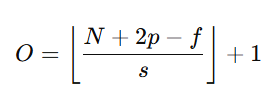 O = ⌊(N + 2p − f) / s⌋ + 1